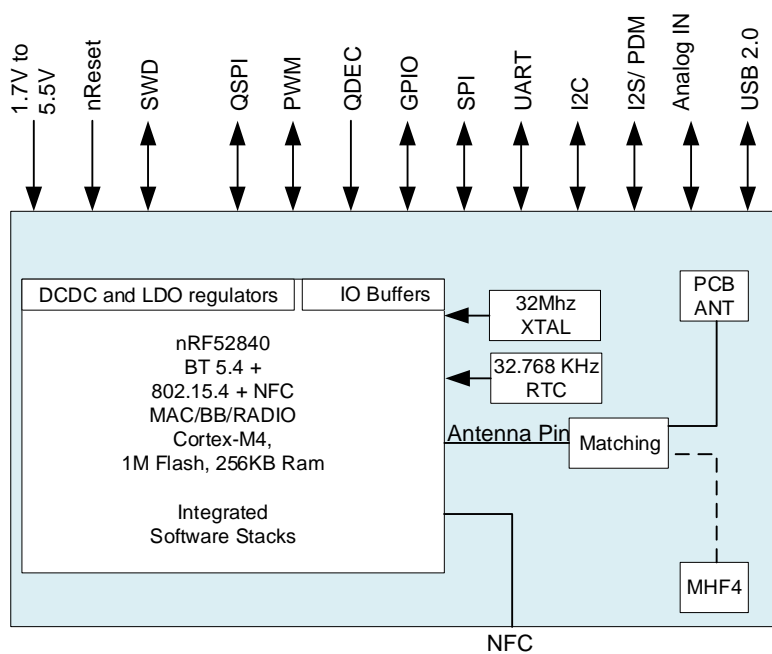 1.7V to
5.5V
nReset
SWD
QSPI
PWM
QDEC
GPIO
SPI
UART
I2C
I2S/ PDM
Analog IN
USB 2.0
DCDC and LDO regulators
IO Buffers
nRF52840
BT 5.4 +
802.15.4 + NFC
MAC/BB/RADIO
Cortex-M4,
1M Flash, 256KB Ram
Integrated
Software Stacks
32Mhz
XTAL
32.768 KHz
RTC
Antenna Pin
Matching
PCB
ANT
MHF4
NFC